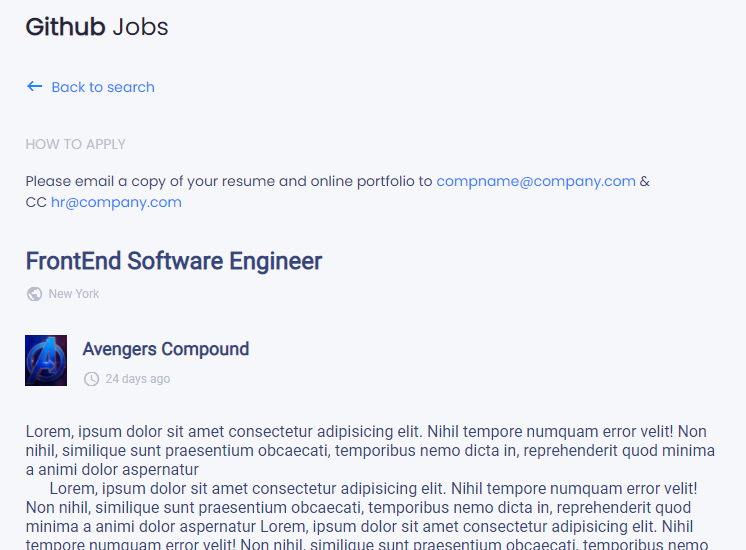 Github Jobs
Back to search
HOW TO APPLY
Please email a copy of your resume and online portfolio to compname@company.com &
CC hr@company.com
FrontEnd Software Engineer
New York
Avengers Compound
24 days ago
Lorem, ipsum dolor sit amet consectetur adipisicing elit. Nihil tempore numquam error velit! Non
nihil, similique sunt praesentium obcaecati, temporibus nemo dicta in, reprehenderit quod minima
a animi dolor aspernatur
Lorem, ipsum dolor sit amet consectetur adipisicing elit. Nihil tempore numquam error velit!
Non nihil, similique sunt praesentium obcaecati, temporibus nemo dicta in, reprehenderit quod
minima a animi dolor aspernatur Lorem, ipsum dolor sit amet consectetur adipisicing elit. Nihil
tempore numquam error velit! Non nihil, similique sunt praesentium obcaecati, temporibus nemo